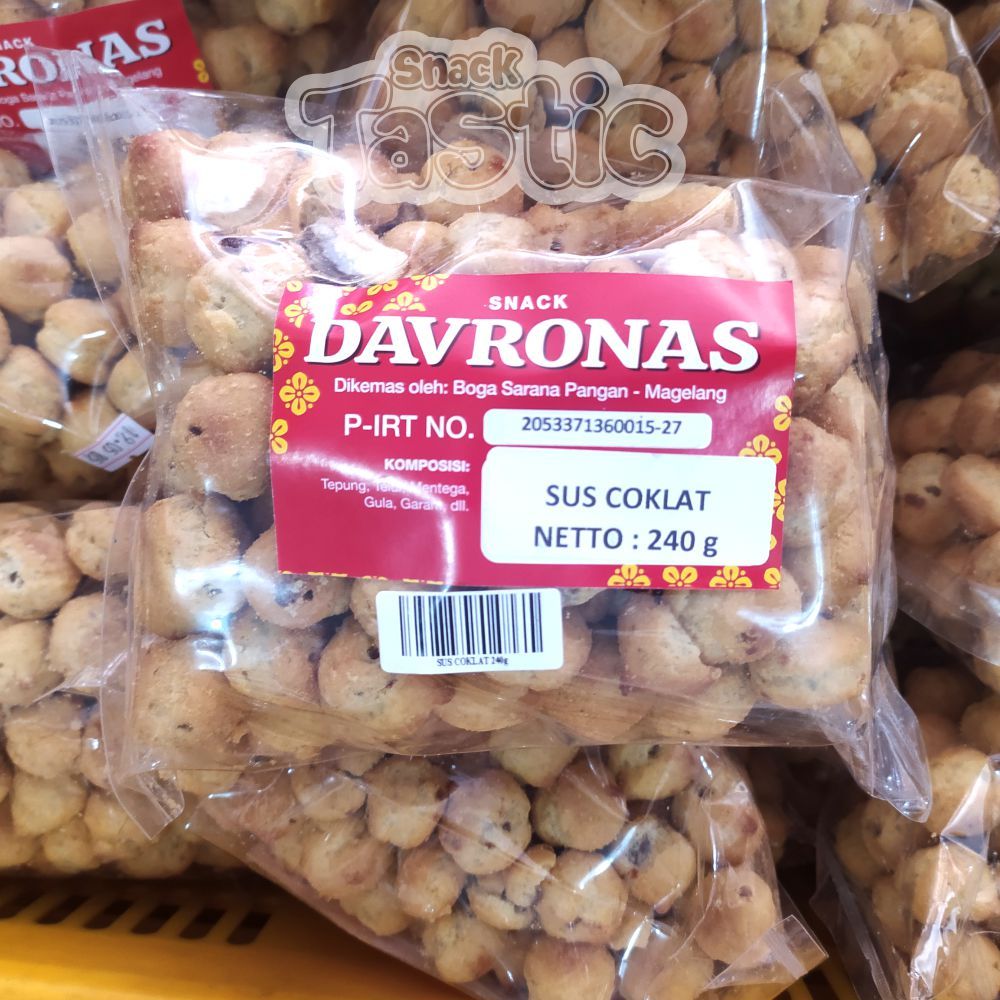 Snack
Tastic
SNACK
DAVRONAS
Dikemas oleh: Boga Sarana Pangan - Magelang
P-IRT NO. 2053371360015-27
KOMPOSISI:
Tepung, Telur, Mentega,
Gula, Garam, dll.
SUS COKLAT
NETTO : 240 g
SUS COKLAT 240g